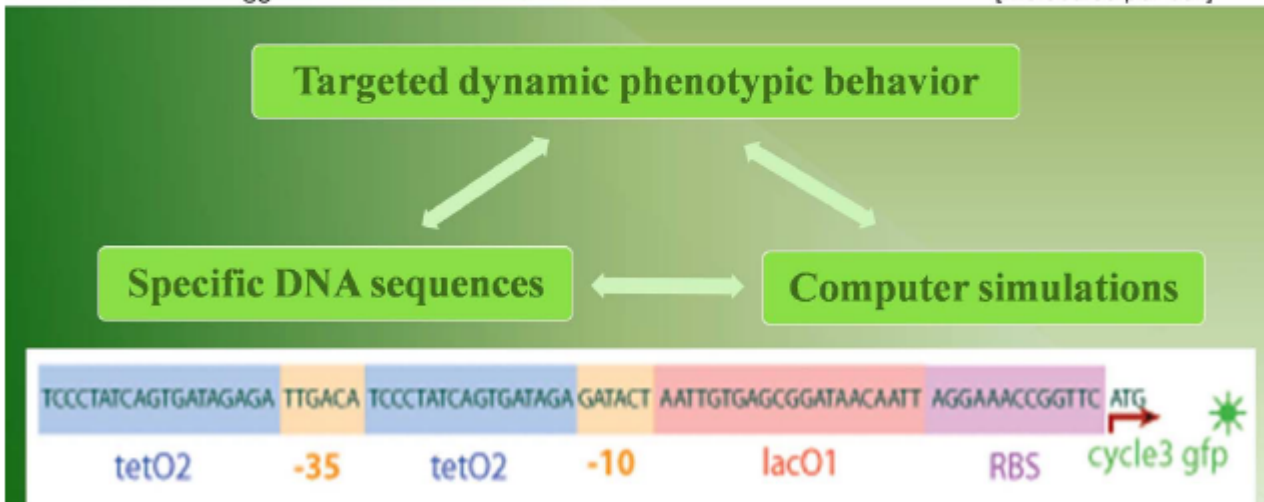 Targeted dynamic phenotypic behavior
Specific DNA sequences
Computer simulations
TCCCTATCAGTGATAGAGA TTGACA TCCCTATCAGTGATAGA GATACT AATTGTGAGCGGATAACAATT AGGAAACCGGTTC ATG
tetO2 -35 tetO2 -10 lacO1 RBS cycle3 gfp